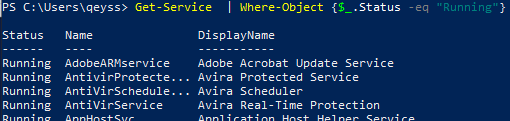 PS C:\Users\qeyss> Get-Service  | Where-Object {$_.Status -eq "Running"}
Status   Name               DisplayName
------   ----               -----------
Running  AdobeARMservice    Adobe Acrobat Update Service
Running  AntivirProtecte... Avira Protected Service
Running  AntiVirSchedule... Avira Scheduler
Running  AntiVirService     Avira Real-Time Protection
Running  AppHostSvc         Application Host Helper Service